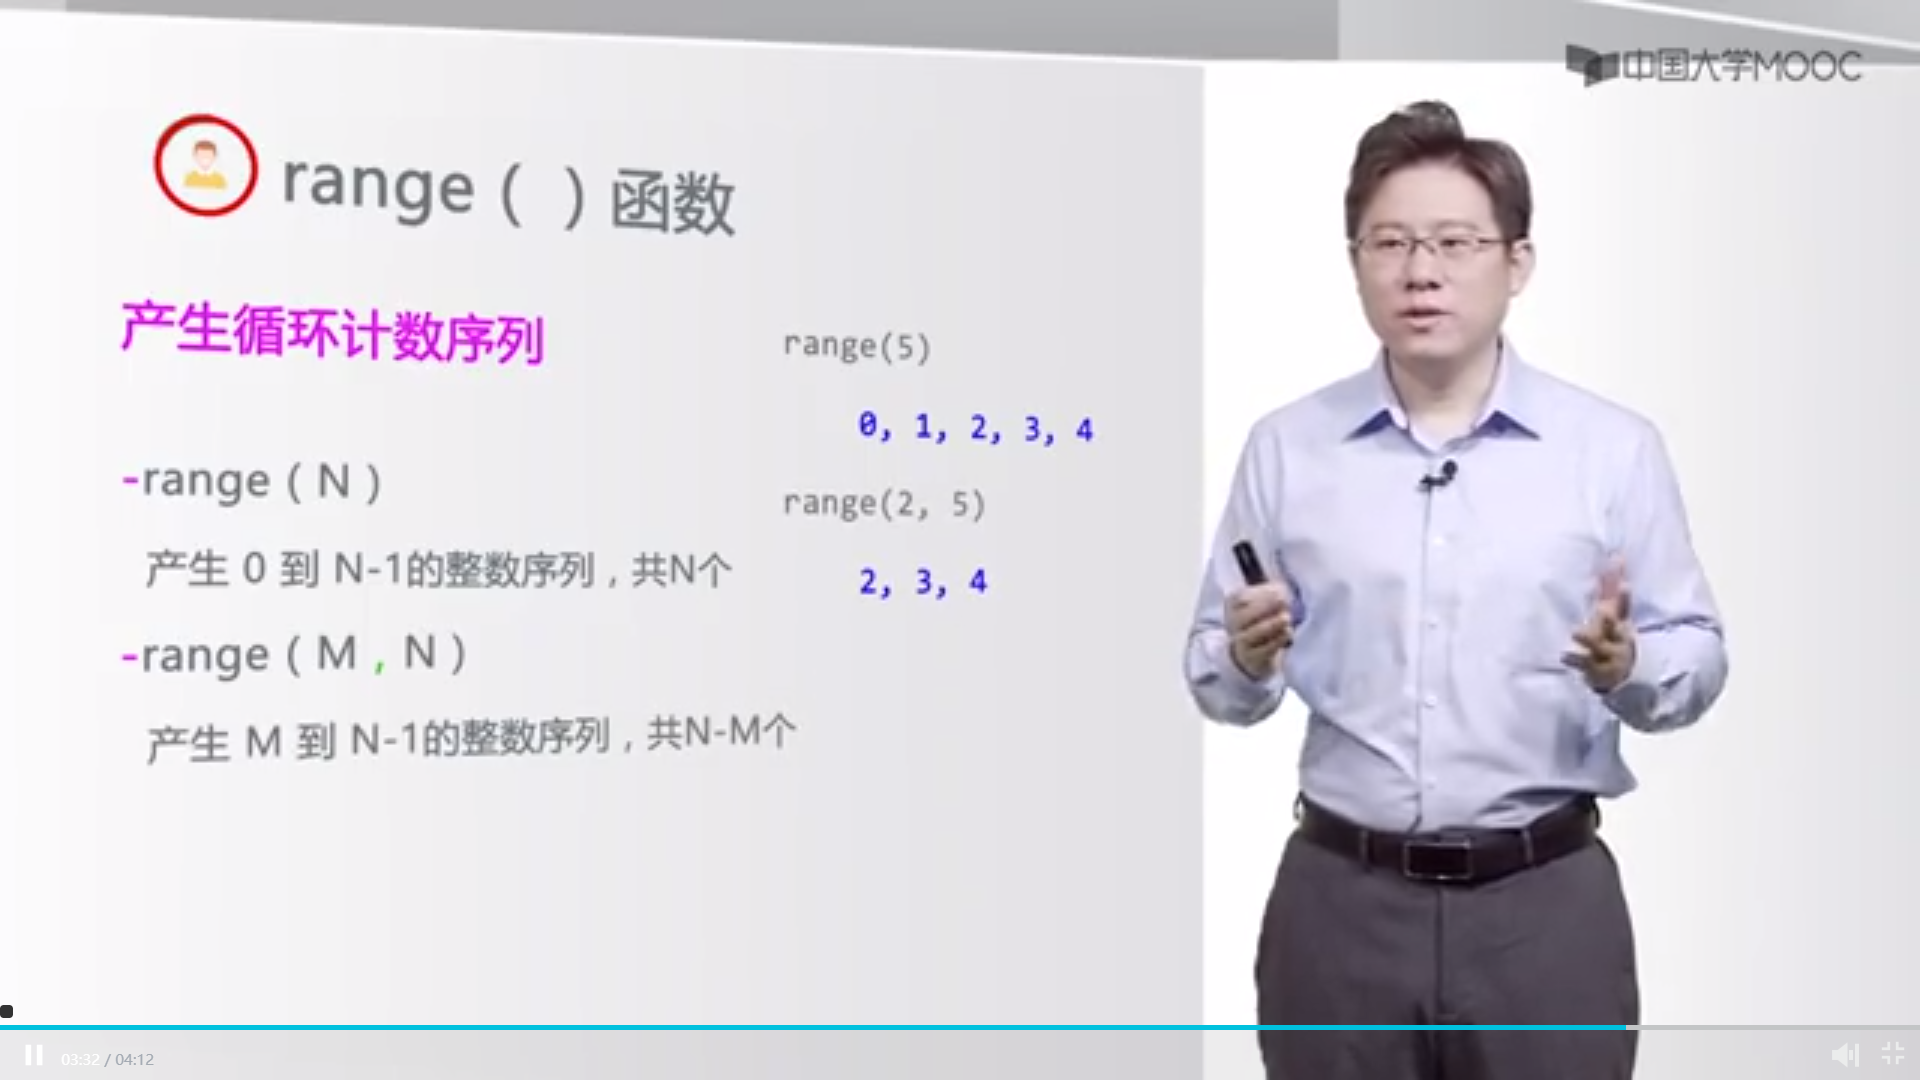 中国大学MOOC
range（ ）函数
产生循环计数序列
-range（N）
产生 0 到 N-1的整数序列，共N个
-range（M，N）
产生 M 到 N-1的整数序列，共N-M个
range(5)
0, 1, 2, 3, 4
range(2, 5)
2, 3, 4
03:32 / 04:12